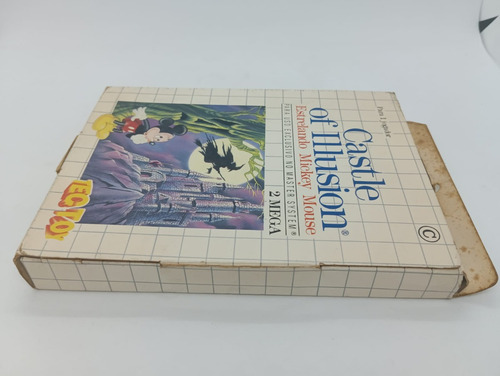 Castle
of Illusion®
Estrelando Mickey Mouse
PARA USO EXCLUSIVO NO MASTER SYSTEM®
2 MEGA
TEC TOY
©